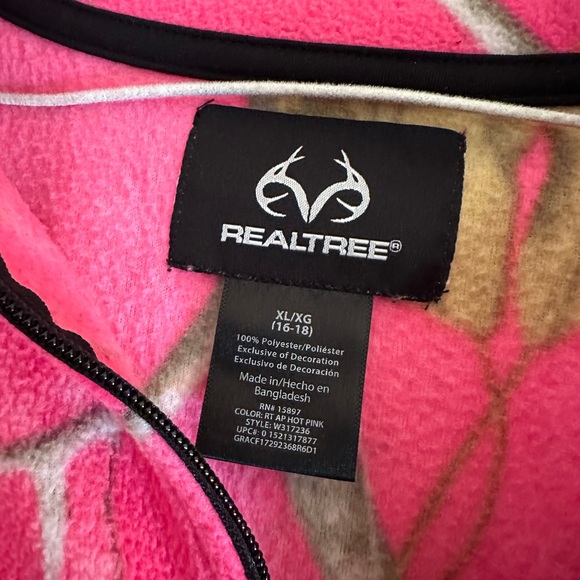 REALTREE®
XL/XG
(16-18)
100% Polyester/Poliéster
Exclusive of Decoration
Exclusivo de Decoración
Made in/Hecho en
Bangladesh
RN# 15897
COLOR: RT AP HOT PINK
STYLE: W317236
UPC#: 0 1521317877
GRACF17292368R6D1